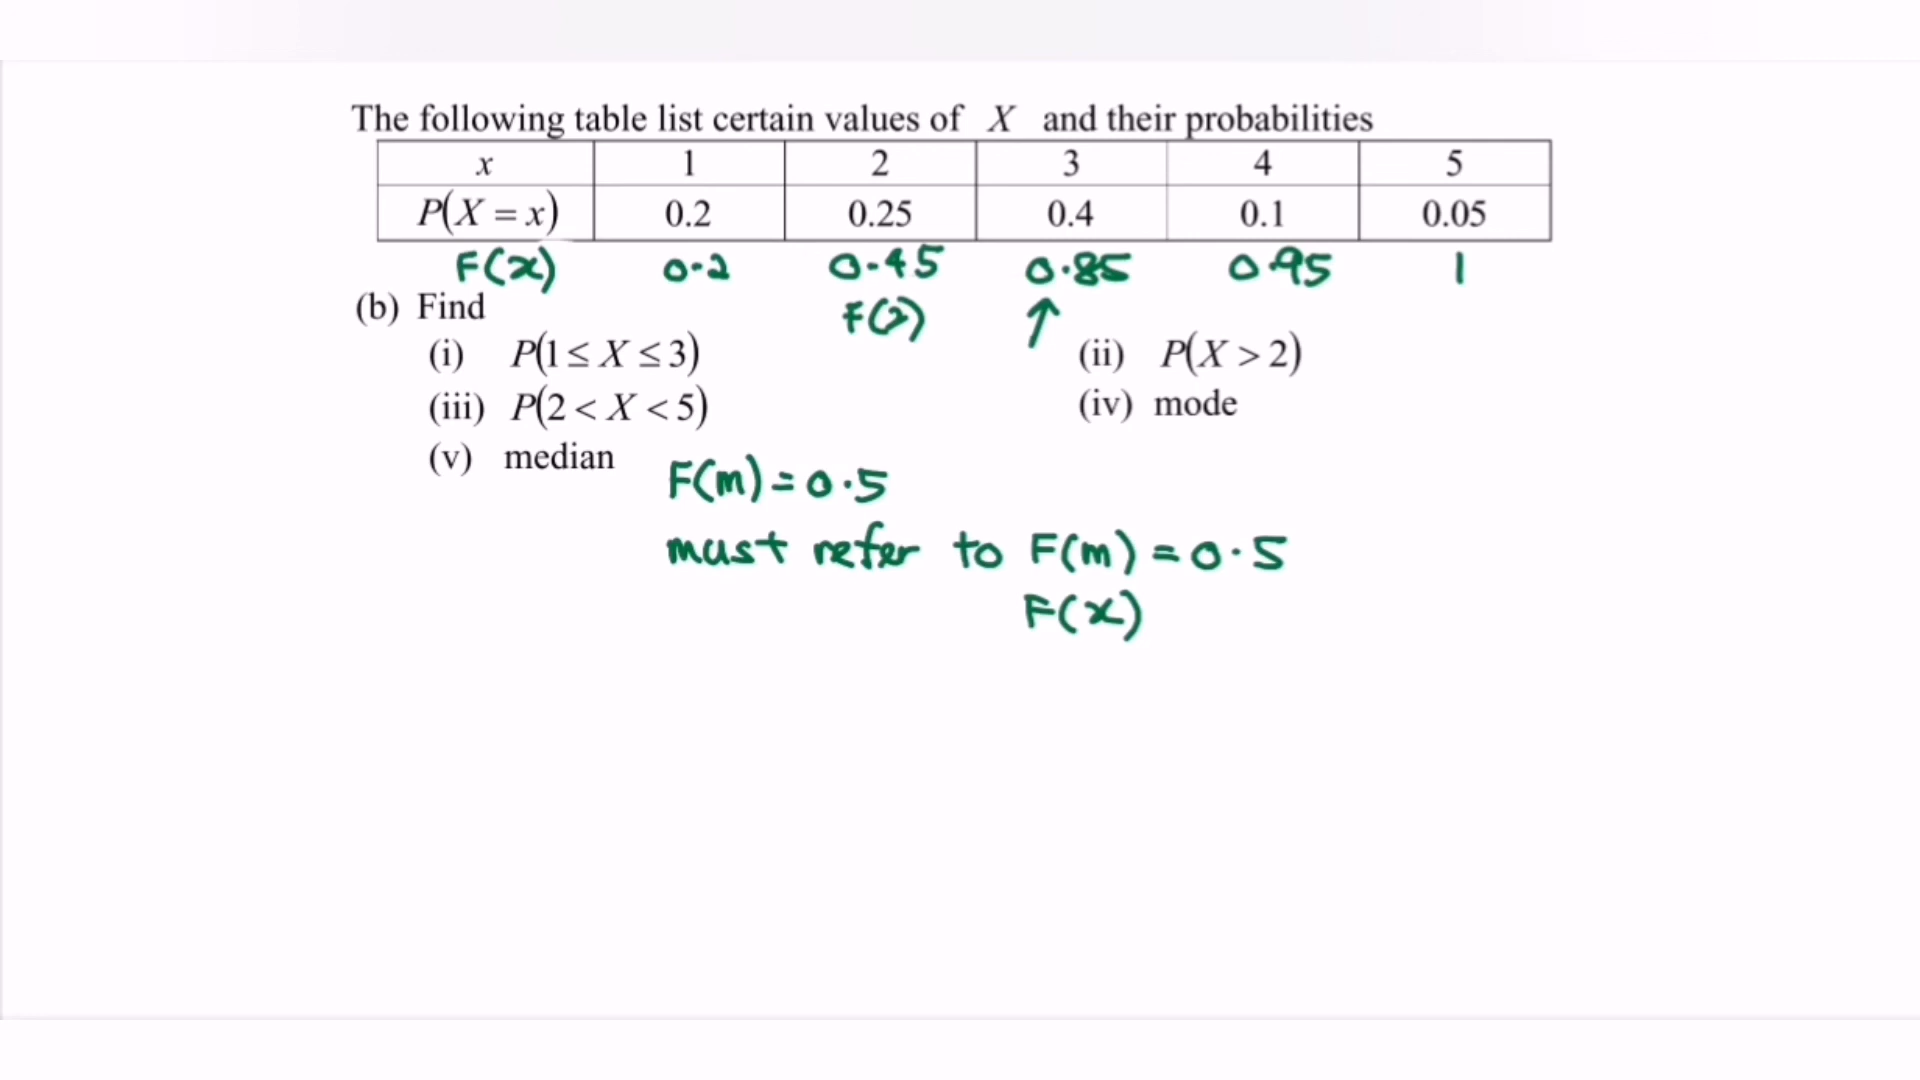 The following table list certain values of X and their probabilities
x 1 2 3 4 5
P(X = x) 0.2 0.25 0.4 0.1 0.05
F(x) 0.2 0.45 0.85 0.95 1
(b) Find F(2) ↑
(i) P(1 ≤ X ≤ 3) (ii) P(X > 2)
(iii) P(2 < X < 5) (iv) mode
(v) median F(m) = 0.5
must refer to F(m) = 0.5
F(x)